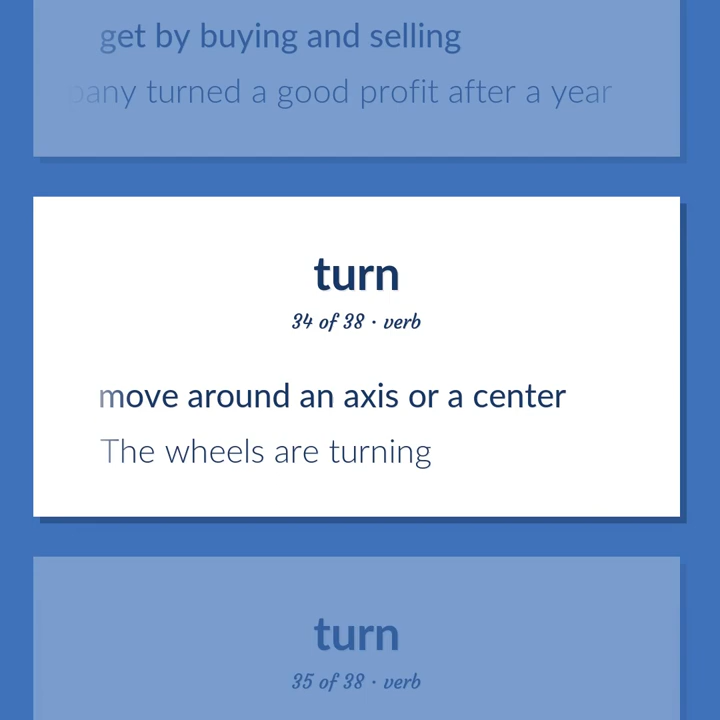 get by buying and selling
pany turned a good profit after a year
turn
34 of 38 · verb
move around an axis or a center
The wheels are turning
turn
35 of 38 · verb